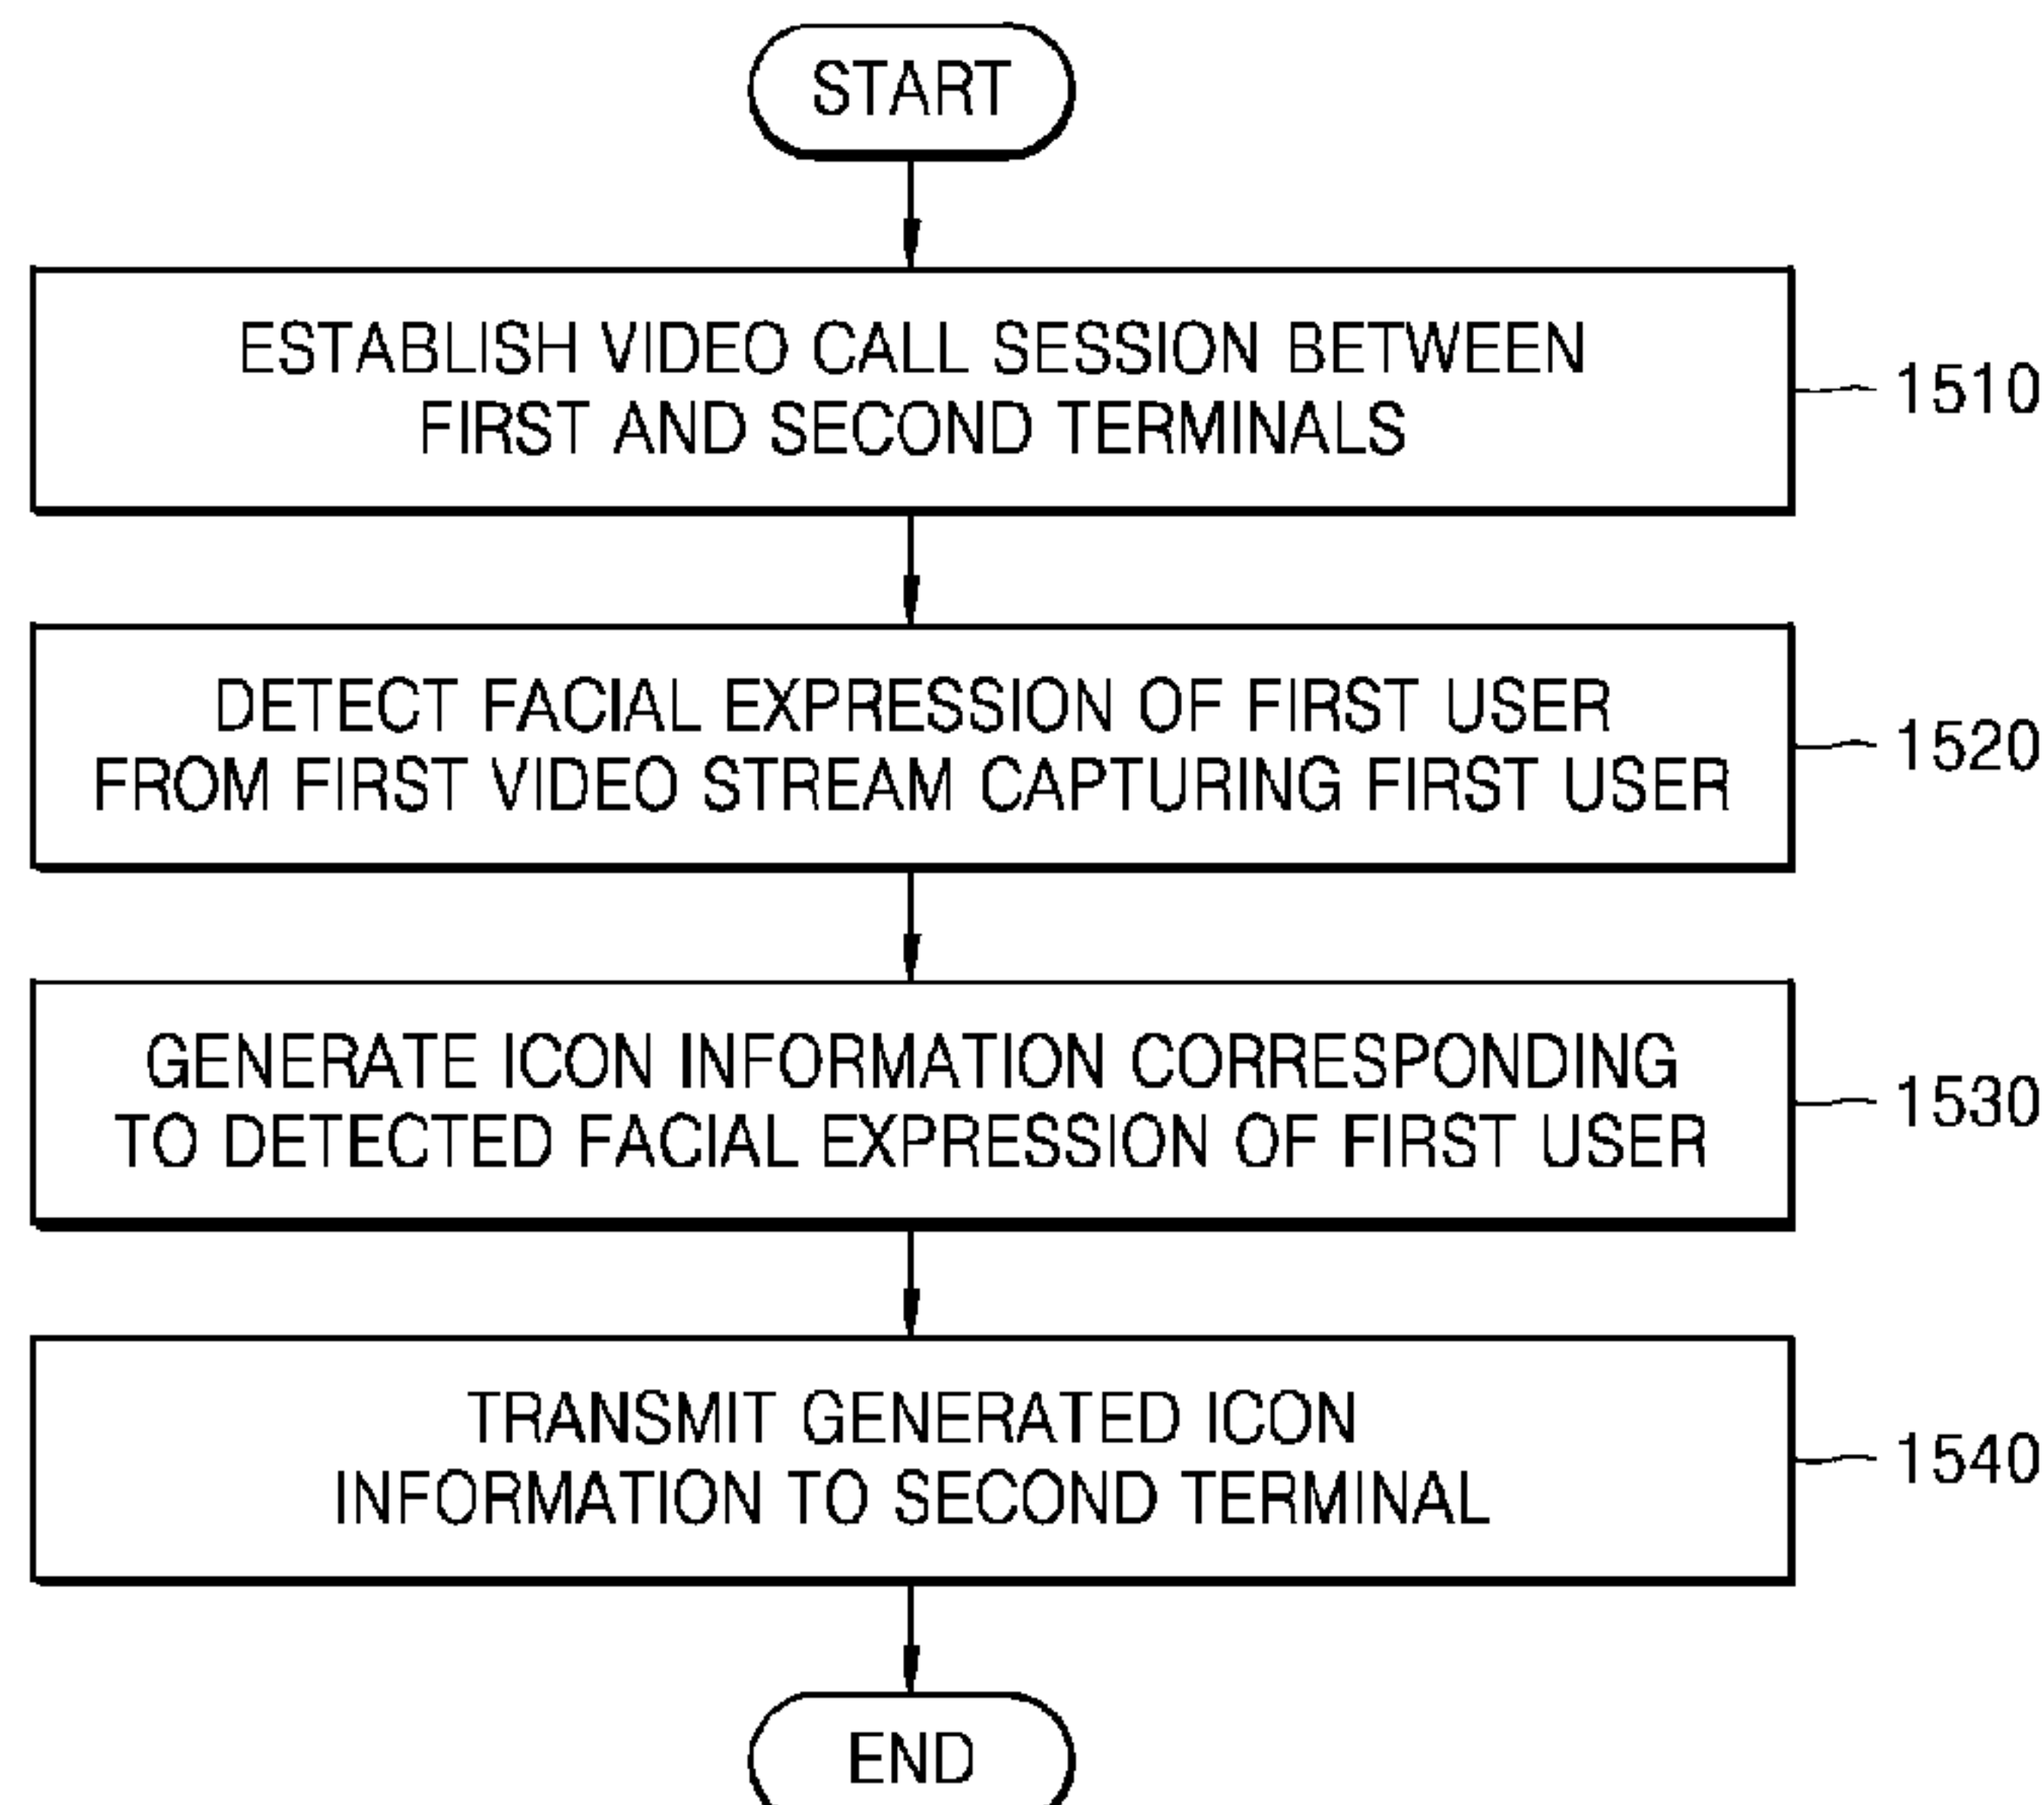 START
ESTABLISH VIDEO CALL SESSION BETWEEN
FIRST AND SECOND TERMINALS
1510
DETECT FACIAL EXPRESSION OF FIRST USER
FROM FIRST VIDEO STREAM CAPTURING FIRST USER
1520
GENERATE ICON INFORMATION CORRESPONDING
TO DETECTED FACIAL EXPRESSION OF FIRST USER
1530
TRANSMIT GENERATED ICON
INFORMATION TO SECOND TERMINAL
1540
END